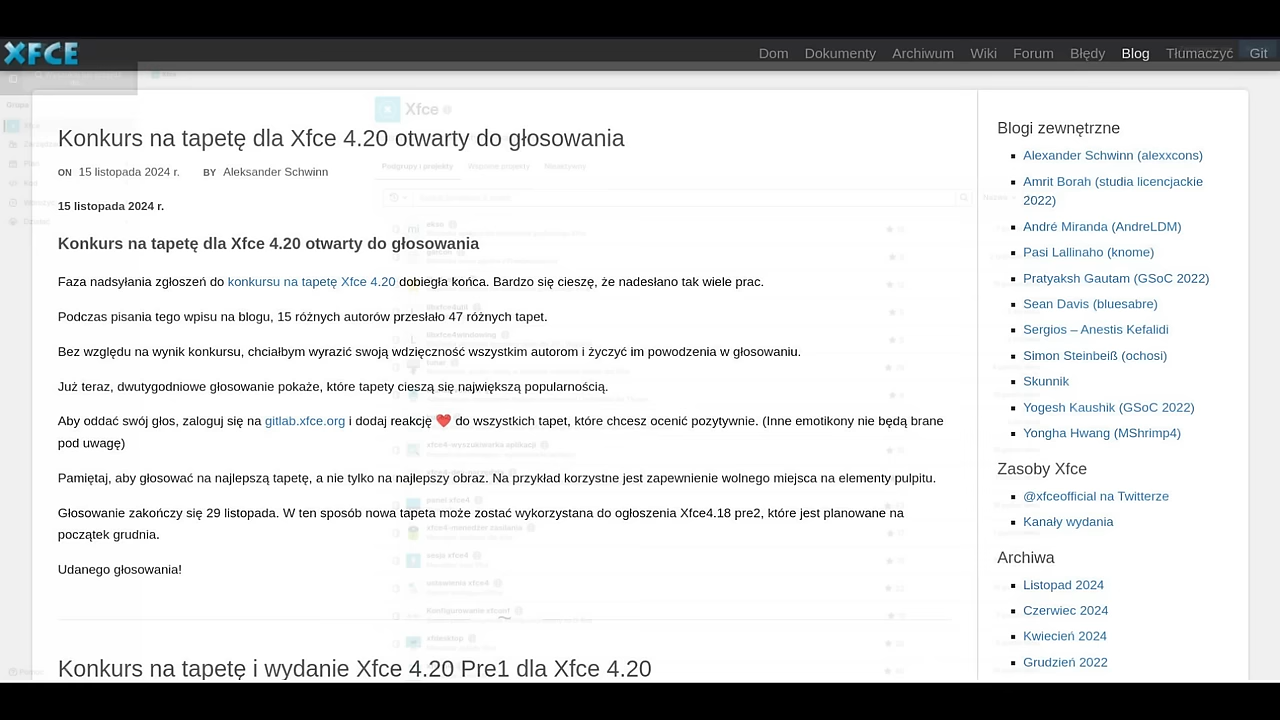 XFCE
Dom Dokumenty Archiwum Wiki Forum Błędy Blog Tłumaczyć Git
Xfce
Konkurs na tapetę dla Xfce 4.20 otwarty do głosowania
ON 15 listopada 2024 r. BY Aleksander Schwinn
15 listopada 2024 r.
Konkurs na tapetę dla Xfce 4.20 otwarty do głosowania
Faza nadsyłania zgłoszeń do konkursu na tapetę Xfce 4.20 dobiegła końca. Bardzo się cieszę, że nadesłano tak wiele prac.
Podczas pisania tego wpisu na blogu, 15 różnych autorów przesłało 47 różnych tapet.
Bez względu na wynik konkursu, chciałbym wyrazić swoją wdzięczność wszystkim autorom i życzyć im powodzenia w głosowaniu.
Już teraz, dwutygodniowe głosowanie pokaże, które tapety cieszą się największą popularnością.
Aby oddać swój głos, zaloguj się na gitlab.xfce.org i dodaj reakcję ❤️ do wszystkich tapet, które chcesz ocenić pozytywnie. (Inne emotikony nie będą brane
pod uwagę)
Pamiętaj, aby głosować na najlepszą tapetę, a nie tylko na najlepszy obraz. Na przykład korzystne jest zapewnienie wolnego miejsca na elementy pulpitu.
Głosowanie zakończy się 29 listopada. W ten sposób nowa tapeta może zostać wykorzystana do ogłoszenia Xfce4.18 pre2, które jest planowane na
początek grudnia.
Udanego głosowania!
Konkurs na tapetę i wydanie Xfce 4.20 Pre1 dla Xfce 4.20
Blogi zewnętrzne
Alexander Schwinn (alexxcons)
Amrit Borah (studia licencjackie
2022)
André Miranda (AndreLDM)
Pasi Lallinaho (knome)
Pratyaksh Gautam (GSoC 2022)
Sean Davis (bluesabre)
Sergios – Anestis Kefalidi
Simon Steinbeiß (ochosi)
Skunnik
Yogesh Kaushik (GSoC 2022)
Yongha Hwang (MShrimp4)
Zasoby Xfce
@xfceofficial na Twitterze
Kanały wydania
Archiwa
Listopad 2024
Czerwiec 2024
Kwiecień 2024
Grudzień 2022